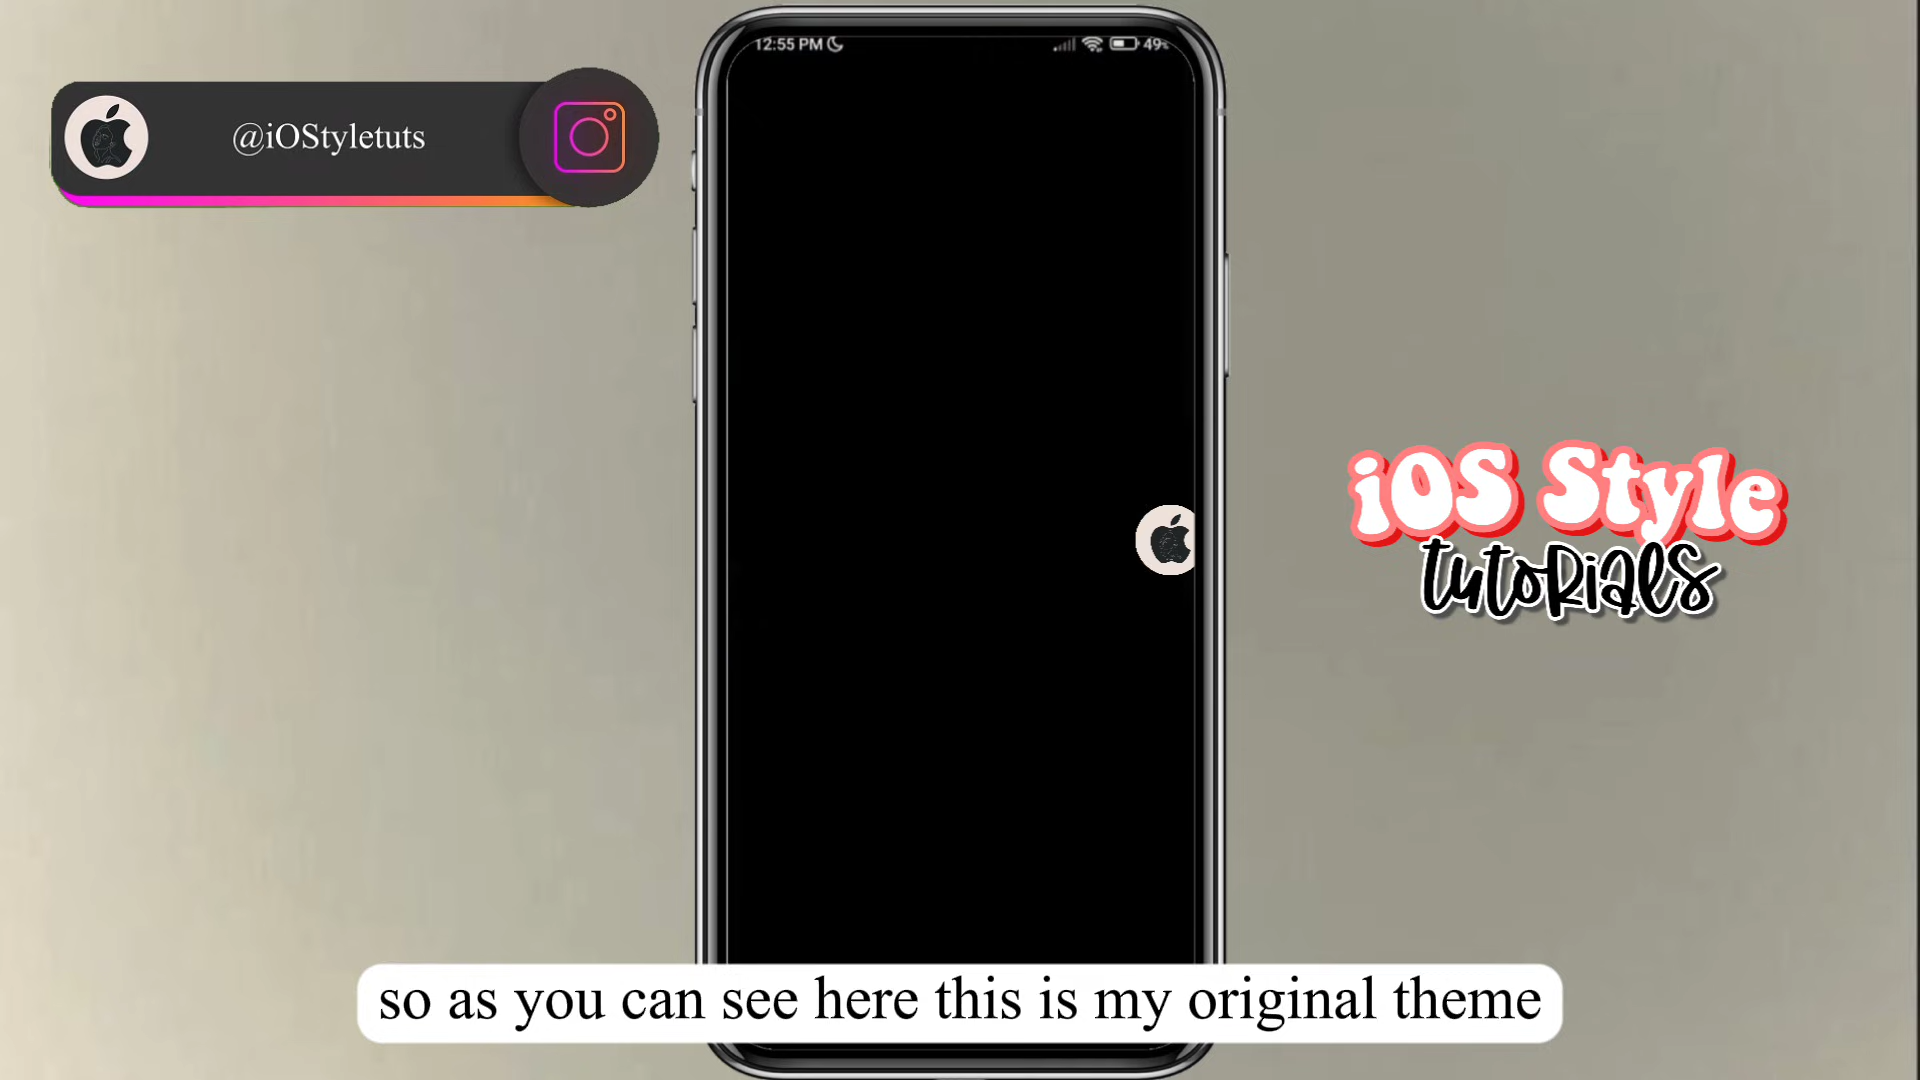 12:55 PM
49%
@iOStyletuts
iOS Style
tutorials
so as you can see here this is my original theme